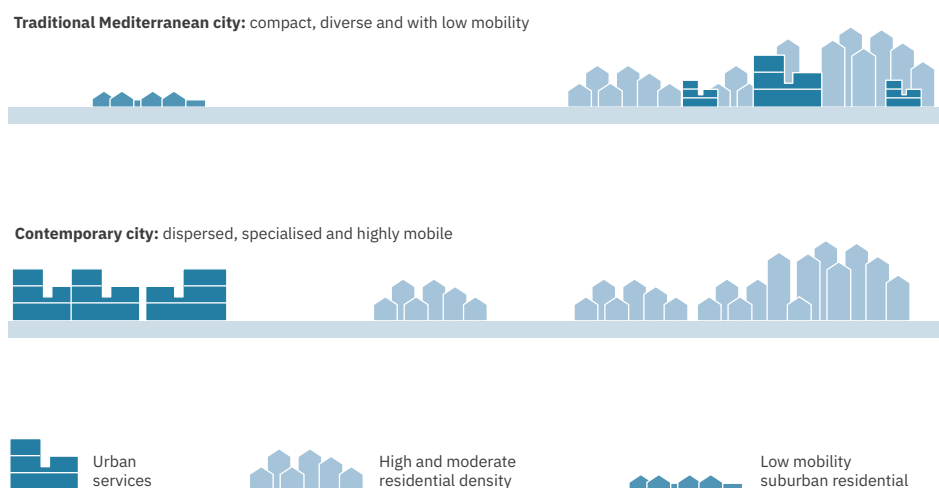 Traditional Mediterranean city: compact, diverse and with low mobility
Contemporary city: dispersed, specialised and highly mobile
Urban
services
High and moderate
residential density
Low mobility
suburban residential